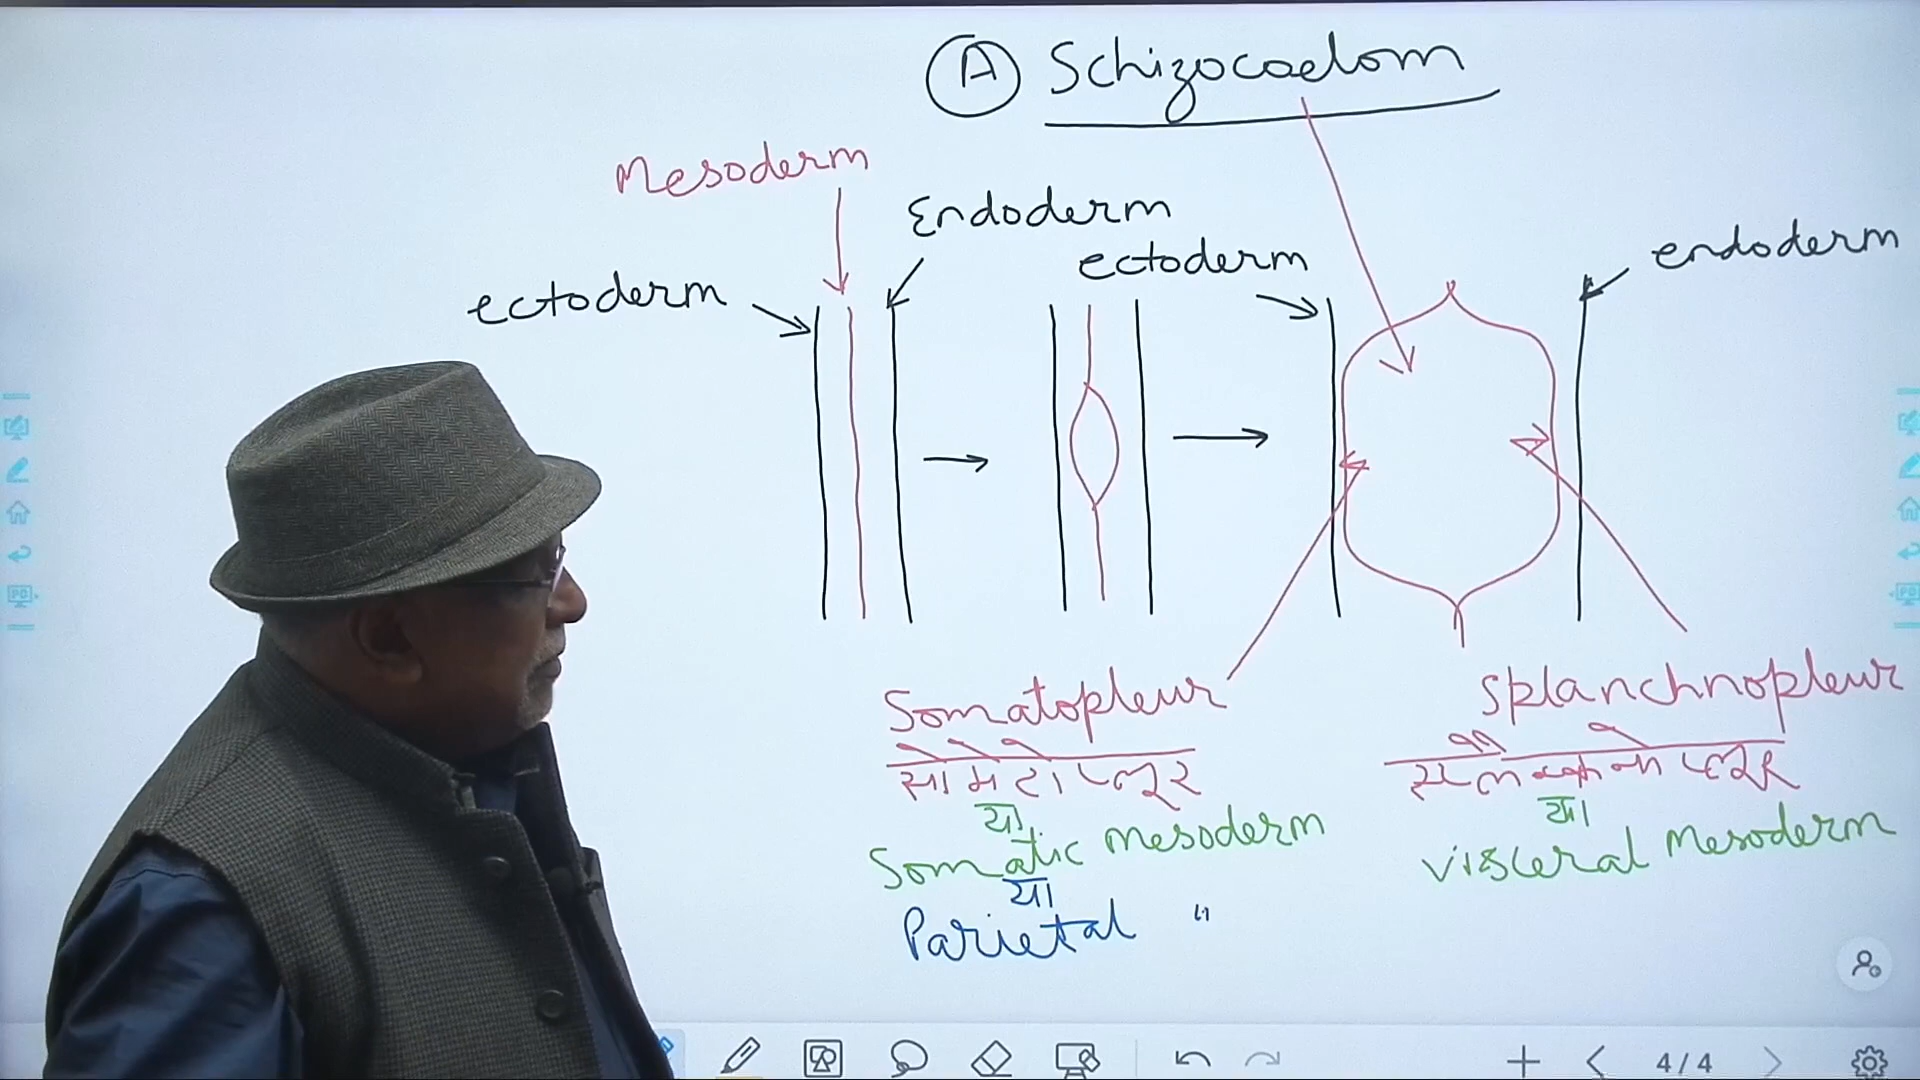 A Schizocoelom
Mesoderm
Endoderm
ectoderm
ectoderm
endoderm
Somatopleur
सोमेटोप्लूर
या
Somatic mesoderm
या
Parietal "
Splanchnopleur
या
visceral mesoderm
4/4